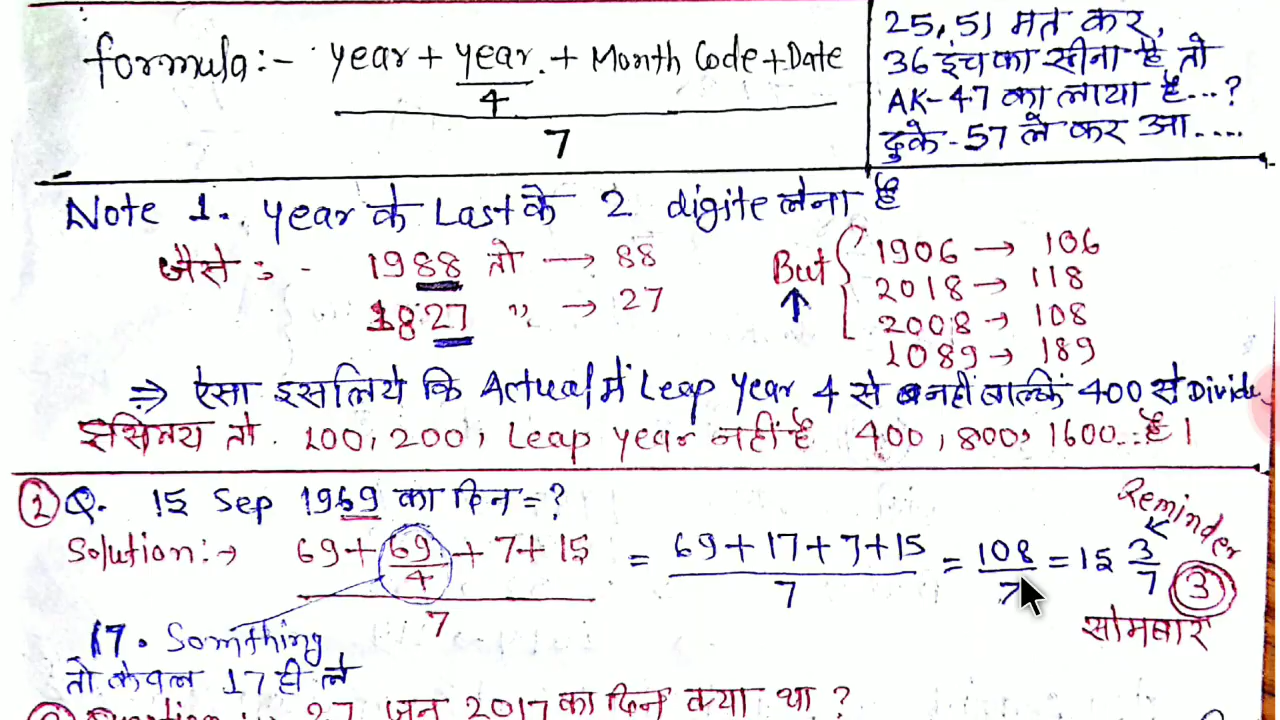 formula:- year + year/4 + Month Code + Date
7
25, 51 मत कर,
36 इंच का सीना है तो
AK-47 का लाया है...?
दुके-57 ले कर आ....
Note 1. year के Last के 2 digite लेना है
जैसे :- 1988 तो → 88
1827 " → 27
But
1906 → 106
2018 → 118
2008 → 108
1089 → 189
⇒ ऐसा इसलिये कि Actual में Leap year 4 से नहीं बल्कि 400 से Divide
100, 200, Leap year नहीं है 400, 800, 1600..है।
① Q. 15 Sep 1969 का दिन = ?
Reminder
Solution:→ 69 + 69/4 + 7 + 15 = 69 + 17 + 7 + 15 = 108 = 15 3/7 ③
7 7 7
सोमबार
17. Somthing
तो केवल 17 ही ले
27 जून 2017 का दिन क्या था ?